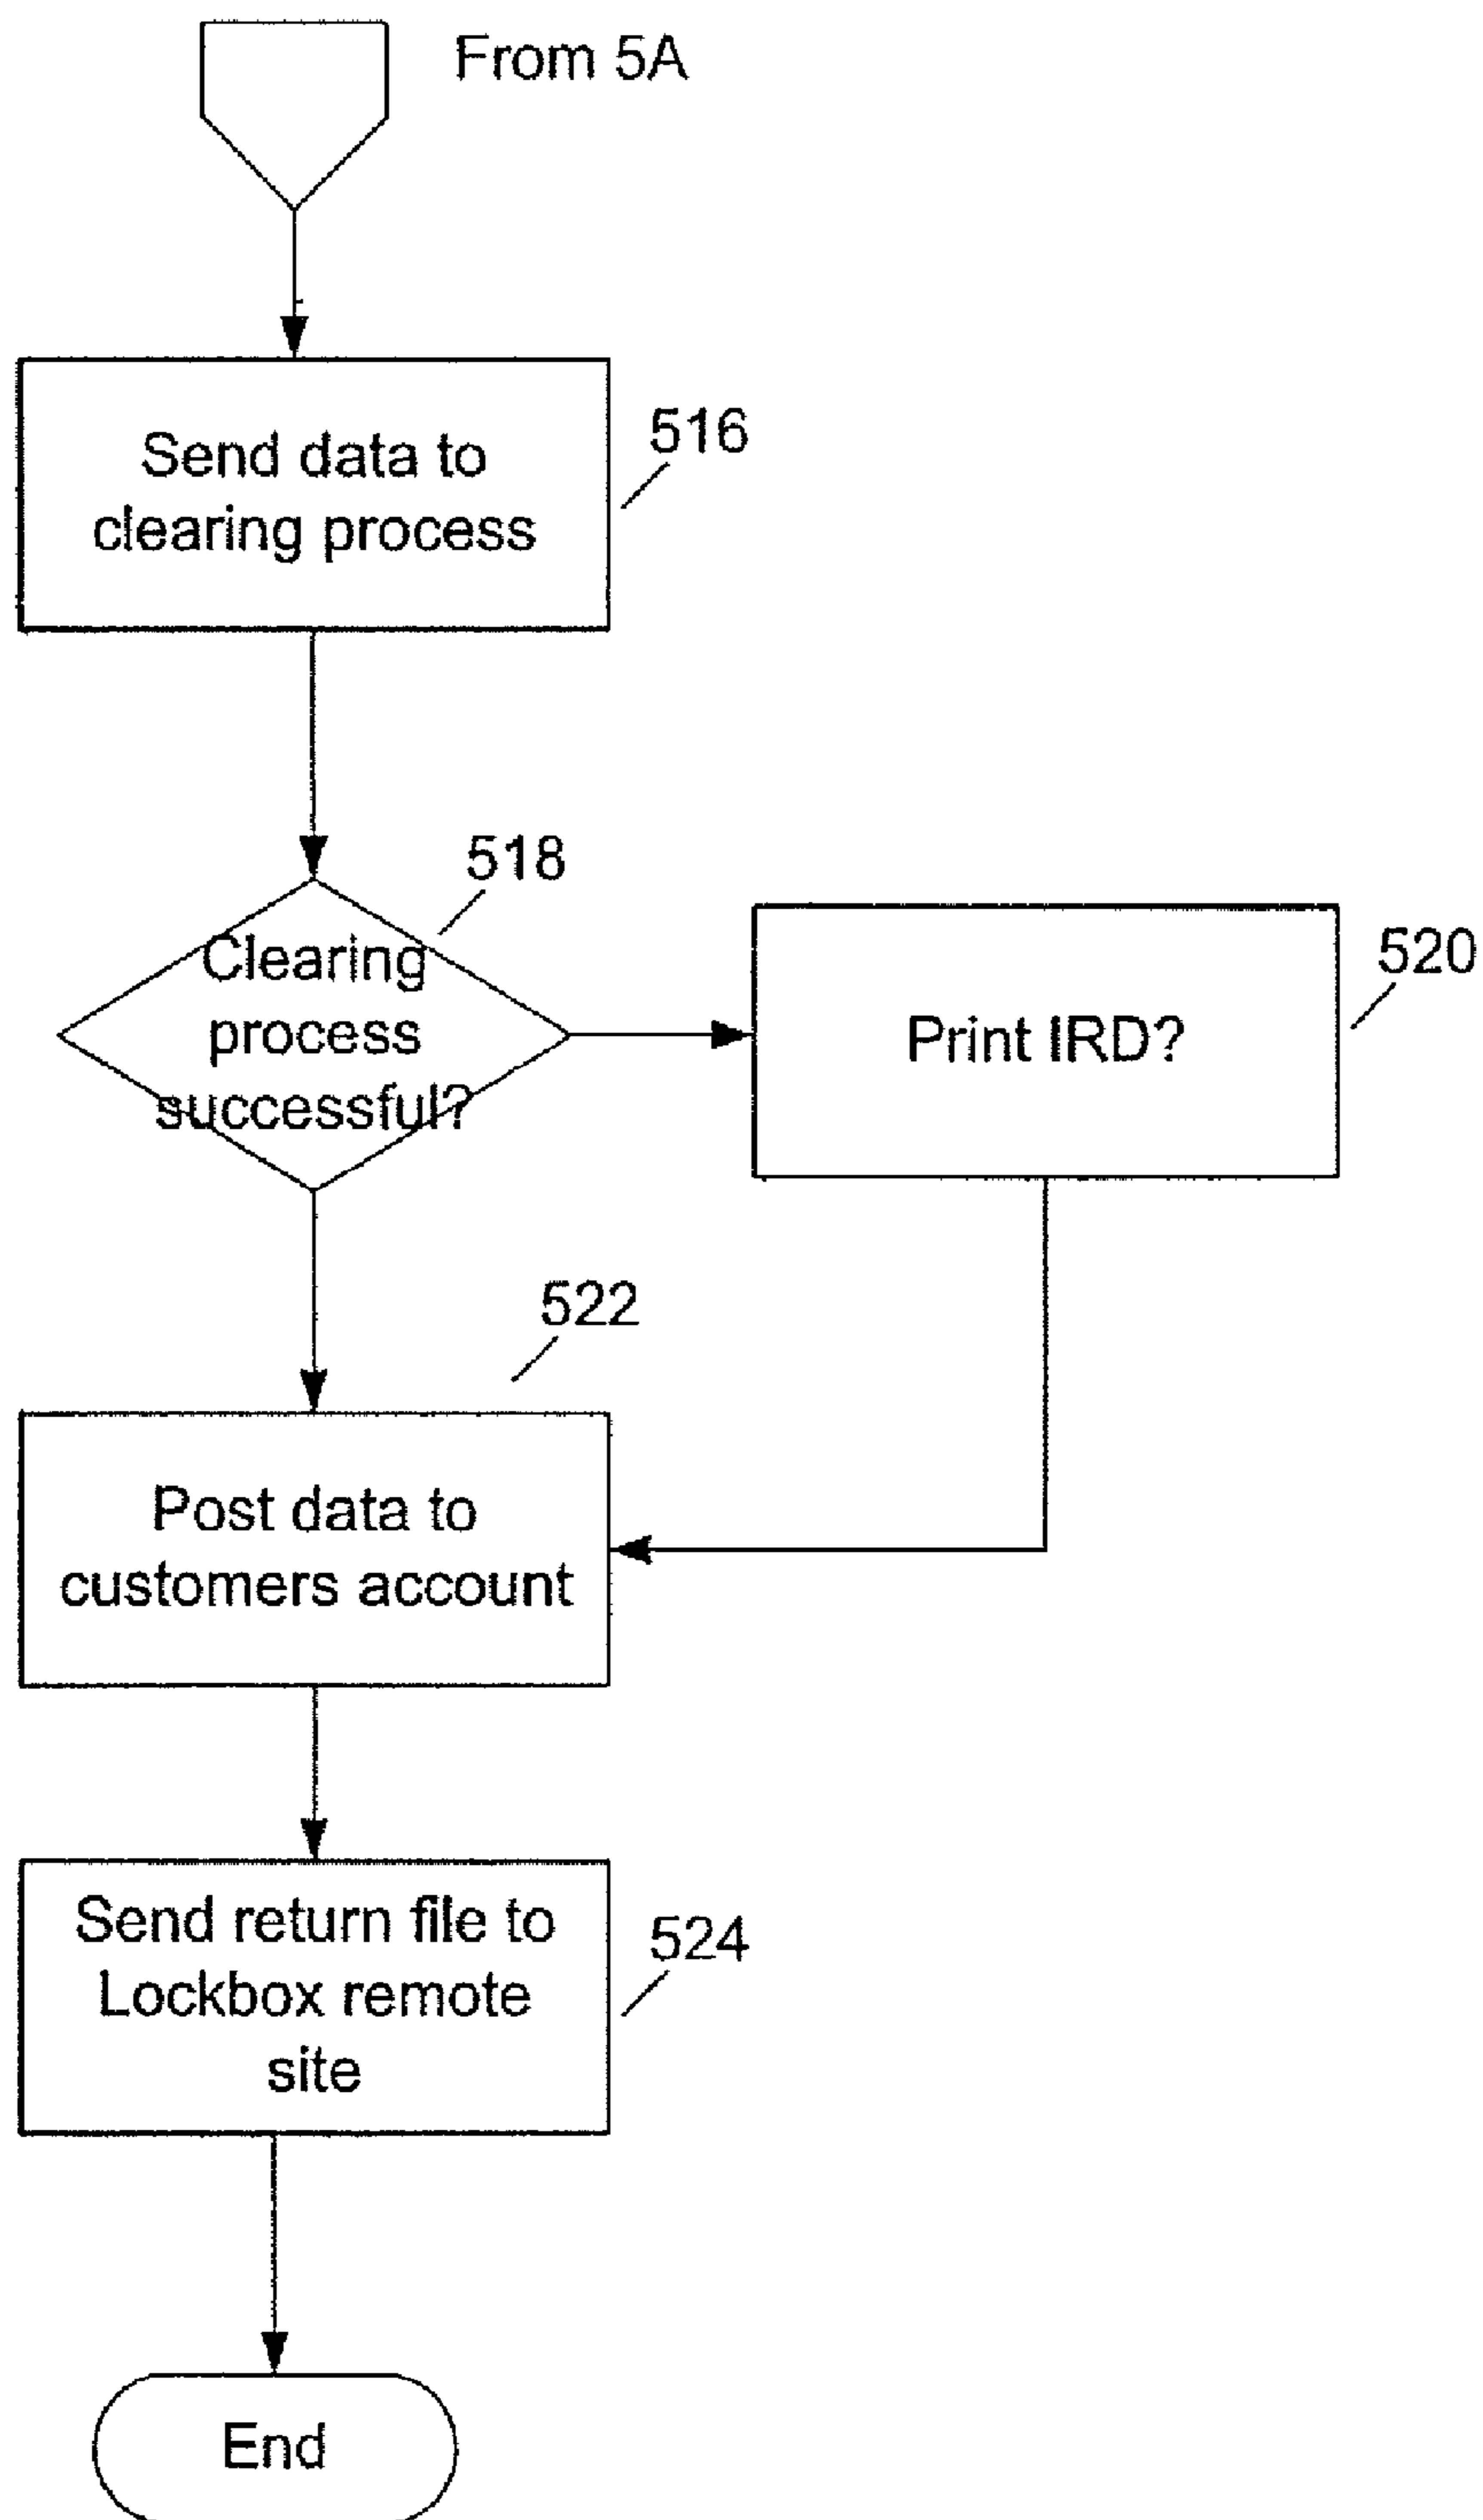 From 5A
Send data to
clearing process
516
518
Clearing
process
successful?
Print IRD?
520
522
Post data to
customers account
Send return file to
Lockbox remote
site
524
End